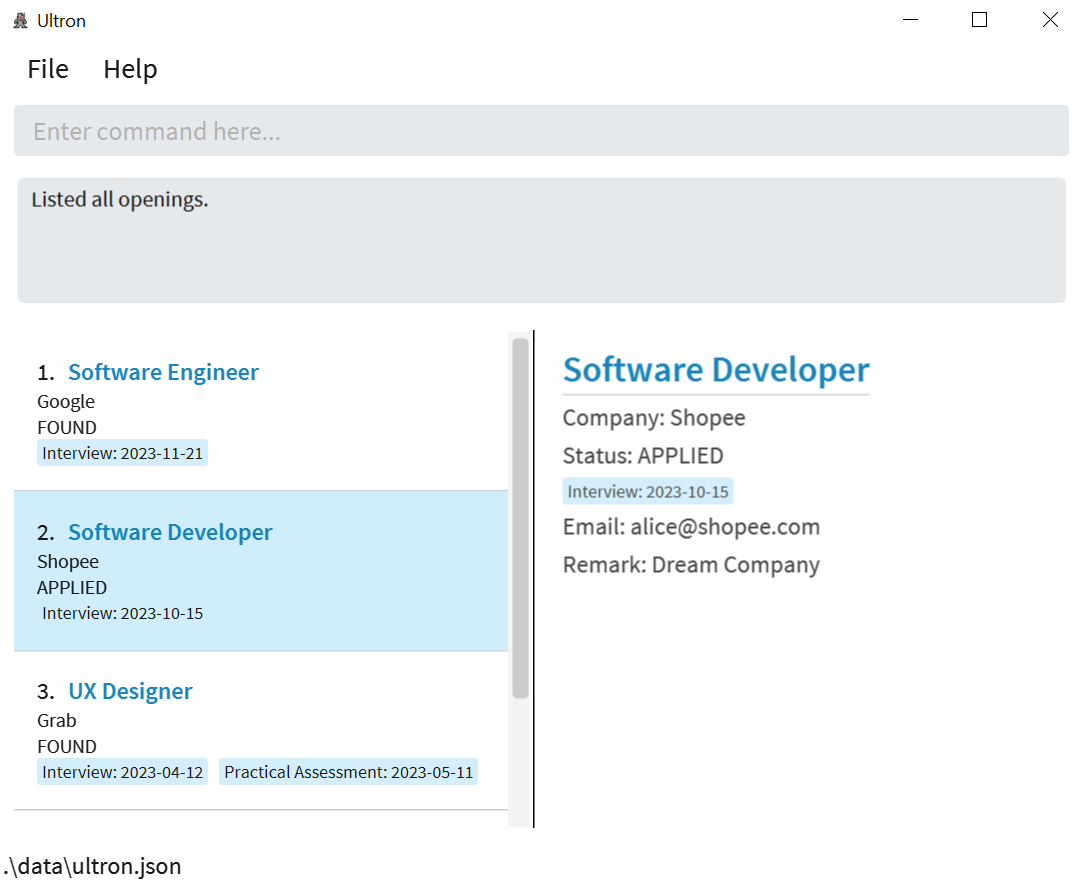 Ultron
File Help
Enter command here...
Listed all openings.
1. Software Engineer
Google
FOUND
Interview: 2023-11-21
2. Software Developer
Shopee
APPLIED
Interview: 2023-10-15
3. UX Designer
Grab
FOUND
Interview: 2023-04-12 Practical Assessment: 2023-05-11
Software Developer
Company: Shopee
Status: APPLIED
Interview: 2023-10-15
Email: alice@shopee.com
Remark: Dream Company
.\data\ultron.json